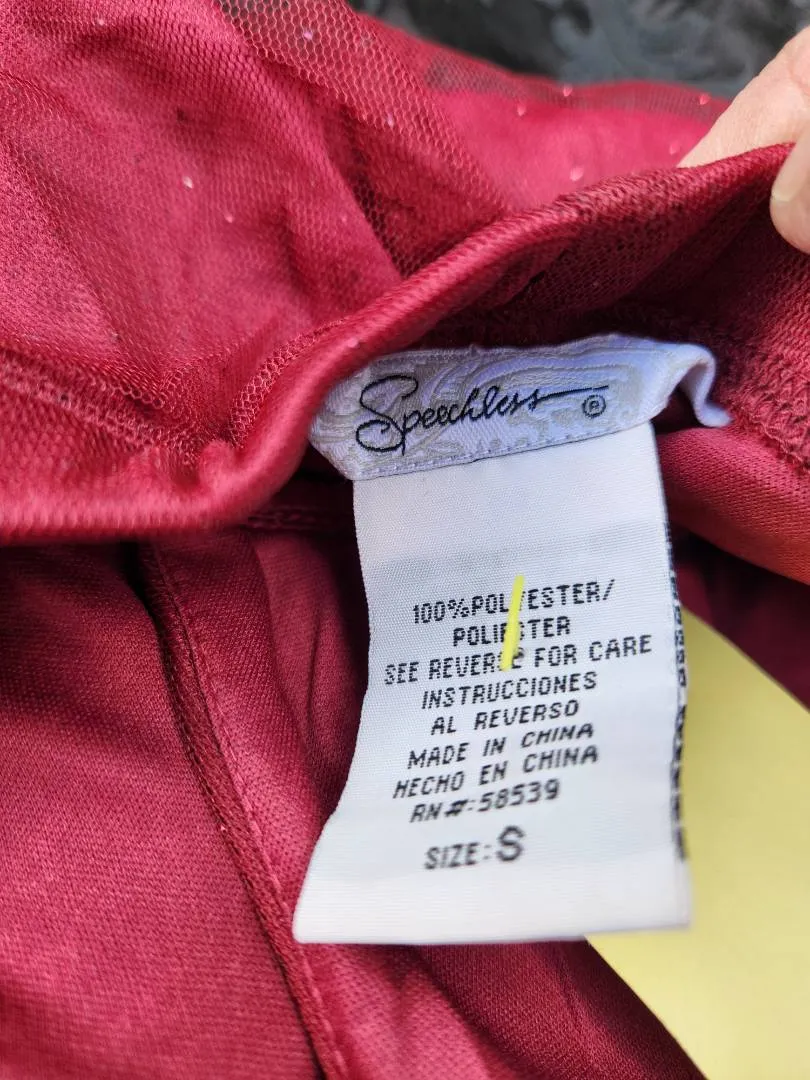 Speechless®
100%POLYESTER/
POLIESTER
SEE REVERSE FOR CARE
INSTRUCCIONES
AL REVERSO
MADE IN CHINA
HECHO EN CHINA
RN#:58539
SIZE:S